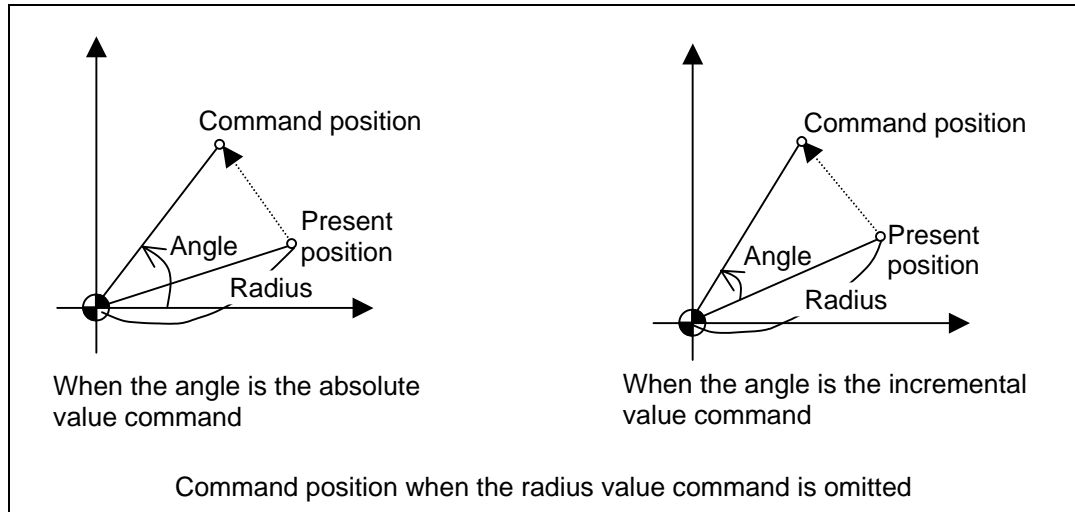 Command position
Present
position
Angle
Radius
When the angle is the absolute
value command
Command position
Present
position
Angle
Radius
When the angle is the incremental
value command
Command position when the radius value command is omitted